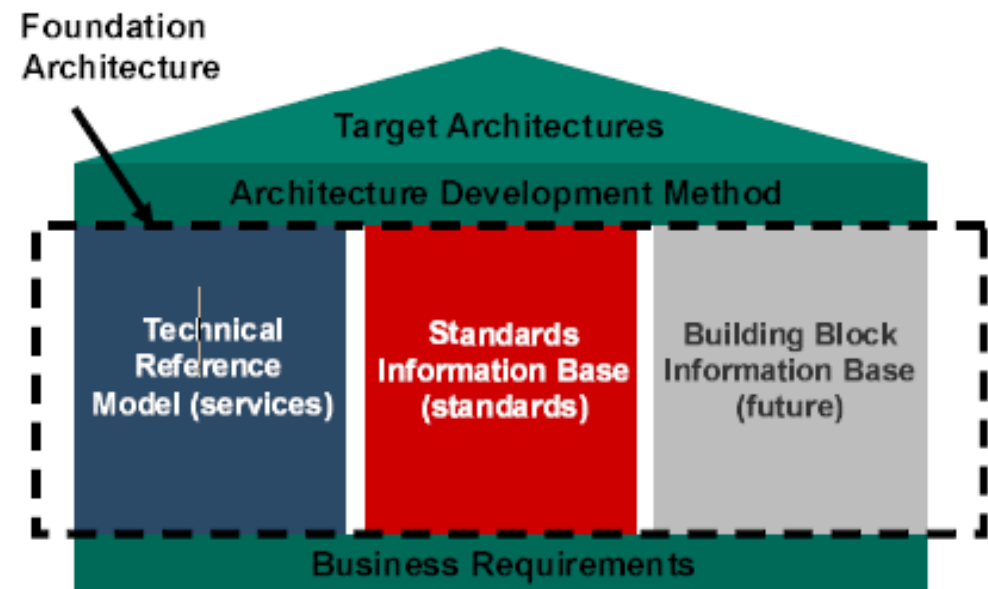 Foundation
Architecture
Target Architectures
Architecture Development Method
Technical
Reference
Model (services)
Standards
Information Base
(standards)
Building Block
Information Base
(future)
Business Requirements